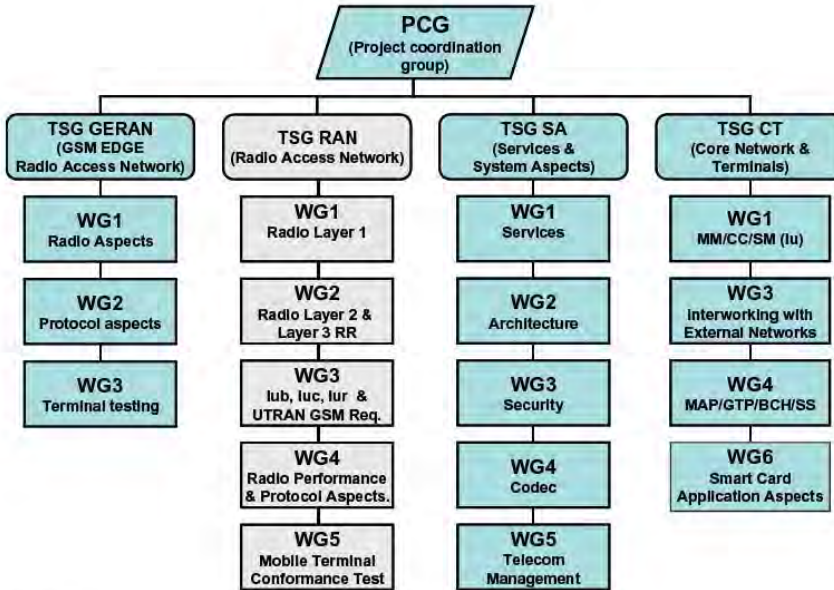 PCG
(Project coordination
group)
TSG GERAN
(GSM EDGE
Radio Access Network)
WG1
Radio Aspects
WG2
Protocol aspects
WG3
Terminal testing
TSG RAN
(Radio Access Network)
WG1
Radio Layer 1
WG2
Radio Layer 2 &
Layer 3 RR
WG3
Iub, Iuc, Iur &
UTRAN GSM Req.
WG4
Radio Performance
& Protocol Aspects.
WG5
Mobile Terminal
Conformance Test
TSG SA
(Services &
System Aspects)
WG1
Services
WG2
Architecture
WG3
Security
WG4
Codec
WG5
Telecom
Management
TSG CT
(Core Network &
Terminals)
WG1
MM/CC/SM (Iu)
WG3
Interworking with
External Networks
WG4
MAP/GTP/BCH/SS
WG6
Smart Card
Application Aspects